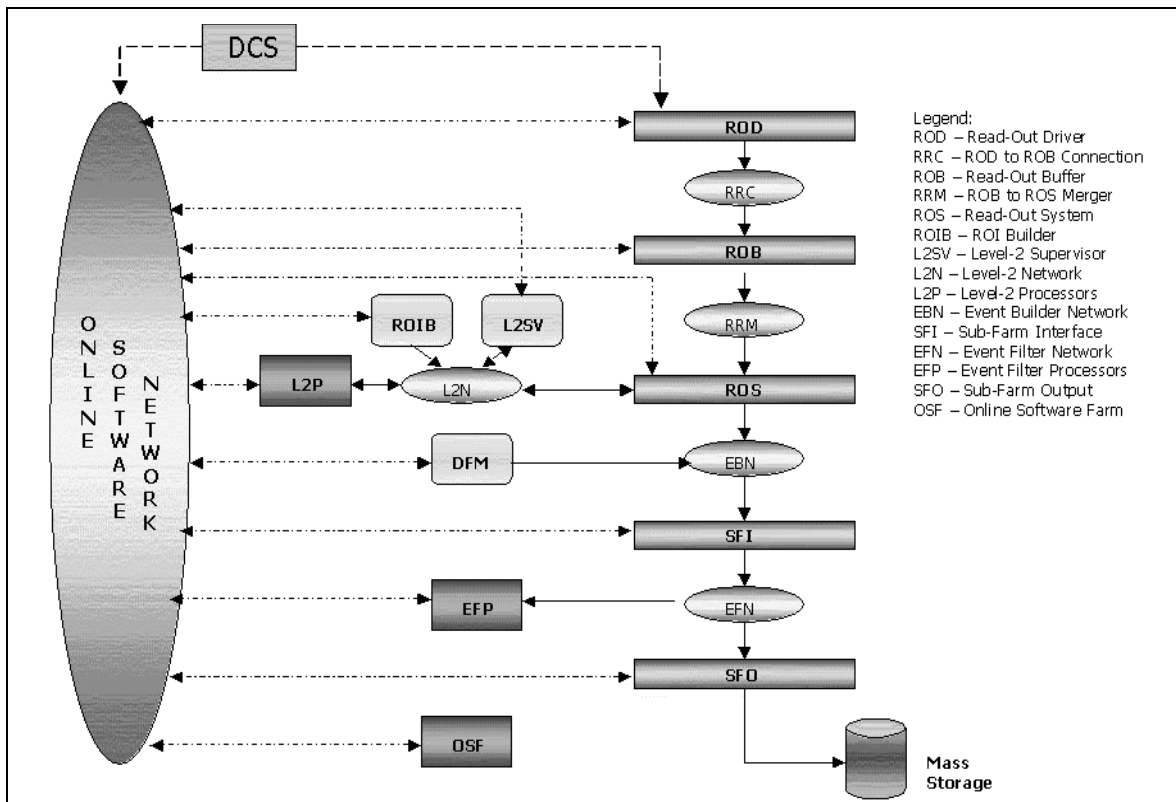 DCS
ROD
RRC
ROB
RRM
ROIB
L2SV
L2P
L2N
ROS
DFM
EBN
SFI
EFP
EFN
SFO
OSF
Mass
Storage
ONLINE
SOFTWARE
NETWORK
Legend:
ROD – Read-Out Driver
RRC – ROD to ROB Connection
ROB – Read-Out Buffer
RRM – ROB to ROS Merger
ROS – Read-Out System
ROIB – ROI Builder
L2SV – Level-2 Supervisor
L2N – Level-2 Network
L2P – Level-2 Processors
EBN – Event Builder Network
SFI – Sub-Farm Interface
EFN – Event Filter Network
EFP – Event Filter Processors
SFO – Sub-Farm Output
OSF – Online Software Farm